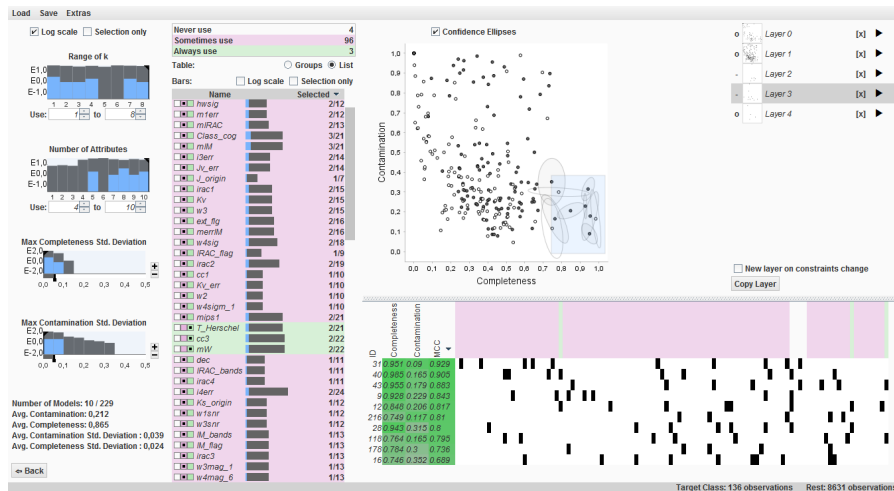 Load Save Extras
Log scale Selection only
Range of k
E1,0
E0,0
E-1,0
1 2 3 4 5 6 7 8
Use: 1 to 8
Number of Attributes
E1,0
E0,0
E-1,0
1 2 3 4 5 6 7 8 9 10
Use: 4 to 10
Max Completeness Std. Deviation
E2,0
E0,0
E-2,0
0,0 0,1 0,2 0,3 0,4 0,5
Max Contamination Std. Deviation
E2,0
E0,0
E-2,0
0,0 0,1 0,2 0,3 0,4 0,5
Number of Models: 10 / 229
Avg. Contamination: 0,212
Avg. Completeness: 0,865
Avg. Contamination Std. Deviation : 0,039
Avg. Completeness Std. Deviation : 0,024
Back
Never use 4
Sometimes use 96
Always use 3
Table: Groups List
Bars: Log scale Selection only
Name Selected
hwsig 2/12
m1err 2/12
mIRAC 2/13
Class_cog 3/21
mIM 3/21
i3err 2/14
Jv_err 2/14
J_origin 1/7
irac1 2/15
Kv 2/15
w3 2/15
ext_flg 2/16
merrIM 2/16
w4sig 2/18
IRAC_flag 1/9
irac2 2/19
cc1 1/10
Kv_err 1/10
w2 1/10
w4sigm_1 1/10
mips1 2/21
T_Herschel 2/21
cc3 2/22
mW 2/22
dec 1/11
IRAC_bands 1/11
irac4 1/11
i4err 2/24
Ks_origin 1/12
w1snr 1/12
w3snr 1/12
IM_bands 1/13
IM_flag 1/13
irac3 1/13
w3mag_1 1/13
w4mag_6 1/13
Confidence Ellipses
Contamination
1,0
0,9
0,8
0,7
0,6
0,5
0,4
0,3
0,2
0,1
0,0
0,0 0,1 0,2 0,3 0,4 0,5 0,6 0,7 0,8 0,9 1,0
Completeness
o Layer 0 [x]
o Layer 1 [x]
- Layer 2 [x]
- Layer 3 [x]
o Layer 4 [x]
New layer on constraints change
Copy Layer
ID Completeness Contamination MCC
31 0.951 0.09 0.929
40 0.985 0.165 0.905
43 0.955 0.179 0.883
9 0.928 0.229 0.843
12 0.848 0.206 0.817
216 0.749 0.117 0.81
28 0.943 0.315 0.8
118 0.764 0.165 0.793
178 0.784 0.3 0.736
16 0.746 0.352 0.689
Target Class: 136 observations Rest: 8631 observations